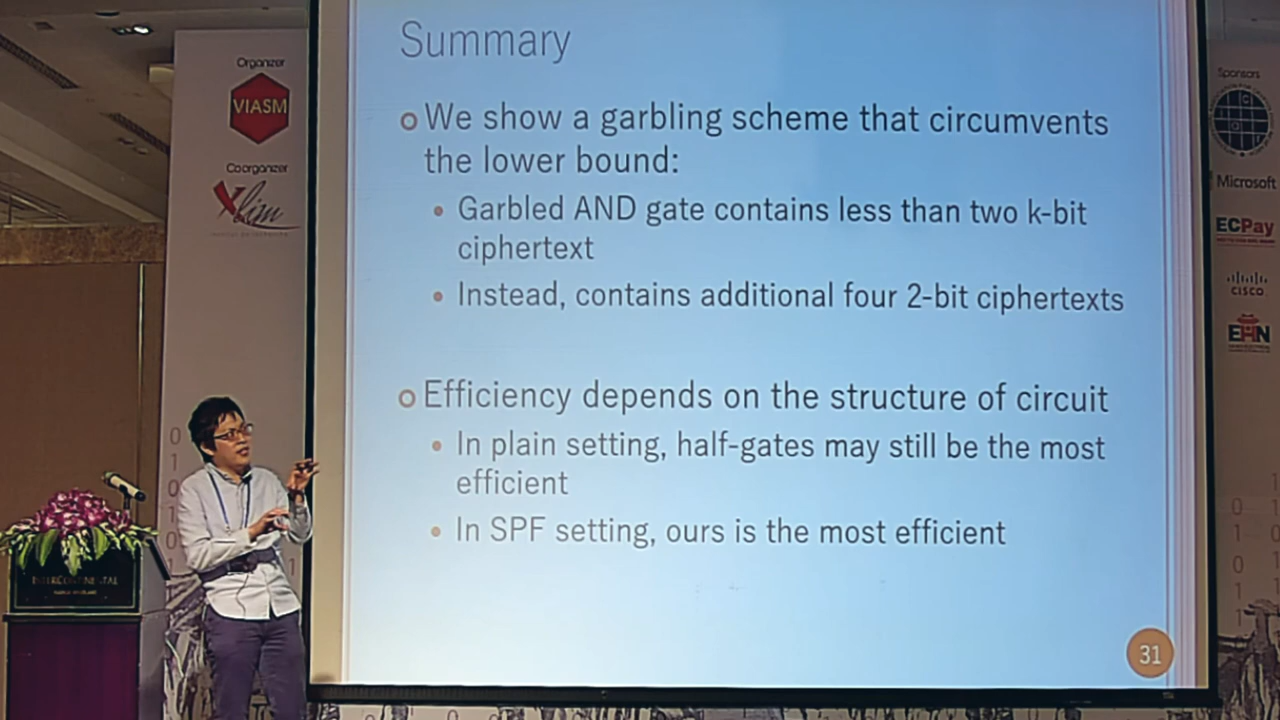 Summary
We show a garbling scheme that circumvents
the lower bound:
Garbled AND gate contains less than two k-bit
ciphertext
Instead, contains additional four 2-bit ciphertexts
Efficiency depends on the structure of circuit
In plain setting, half-gates may still be the most
efficient
In SPF setting, ours is the most efficient
31
Organizer
VIASM
Coorganizer
Xlim
INTERCONTINENTAL
Sponsors
Microsoft
ECPay
CISCO
EHN